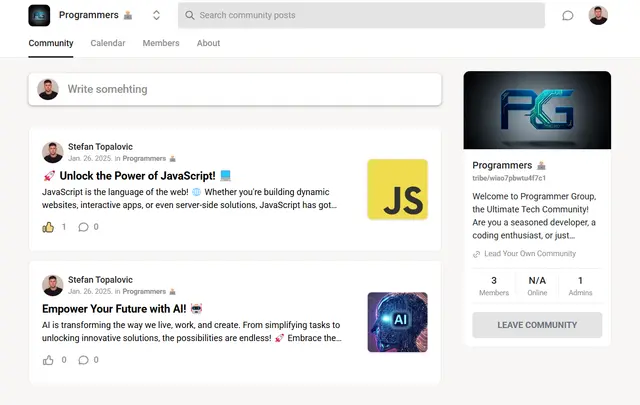 Programmers
Search community posts
Community Calendar Members About
Write somehting
Stefan Topalovic
Jan. 26, 2025. in Programmers
🚀 Unlock the Power of JavaScript! 💻
JavaScript is the language of the web! 🌐 Whether you're building dynamic
websites, interactive apps, or even server-side solutions, JavaScript has got...
1 0
JS
Stefan Topalovic
Jan. 26, 2025. in Programmers
Empower Your Future with AI! 🤖
AI is transforming the way we live, work, and create. From simplifying tasks to
unlocking innovative solutions, the possibilities are endless! 🚀 Embrace the...
0 0
AI
PG
Programmers
tribe/wiao7pbwtu4f7c1
Welcome to Programmer Group,
the Ultimate Tech Community!
Are you a seasoned developer, a
coding enthusiast, or just...
Lead Your Own Community
3 N/A 1
Members Online Admins
LEAVE COMMUNITY